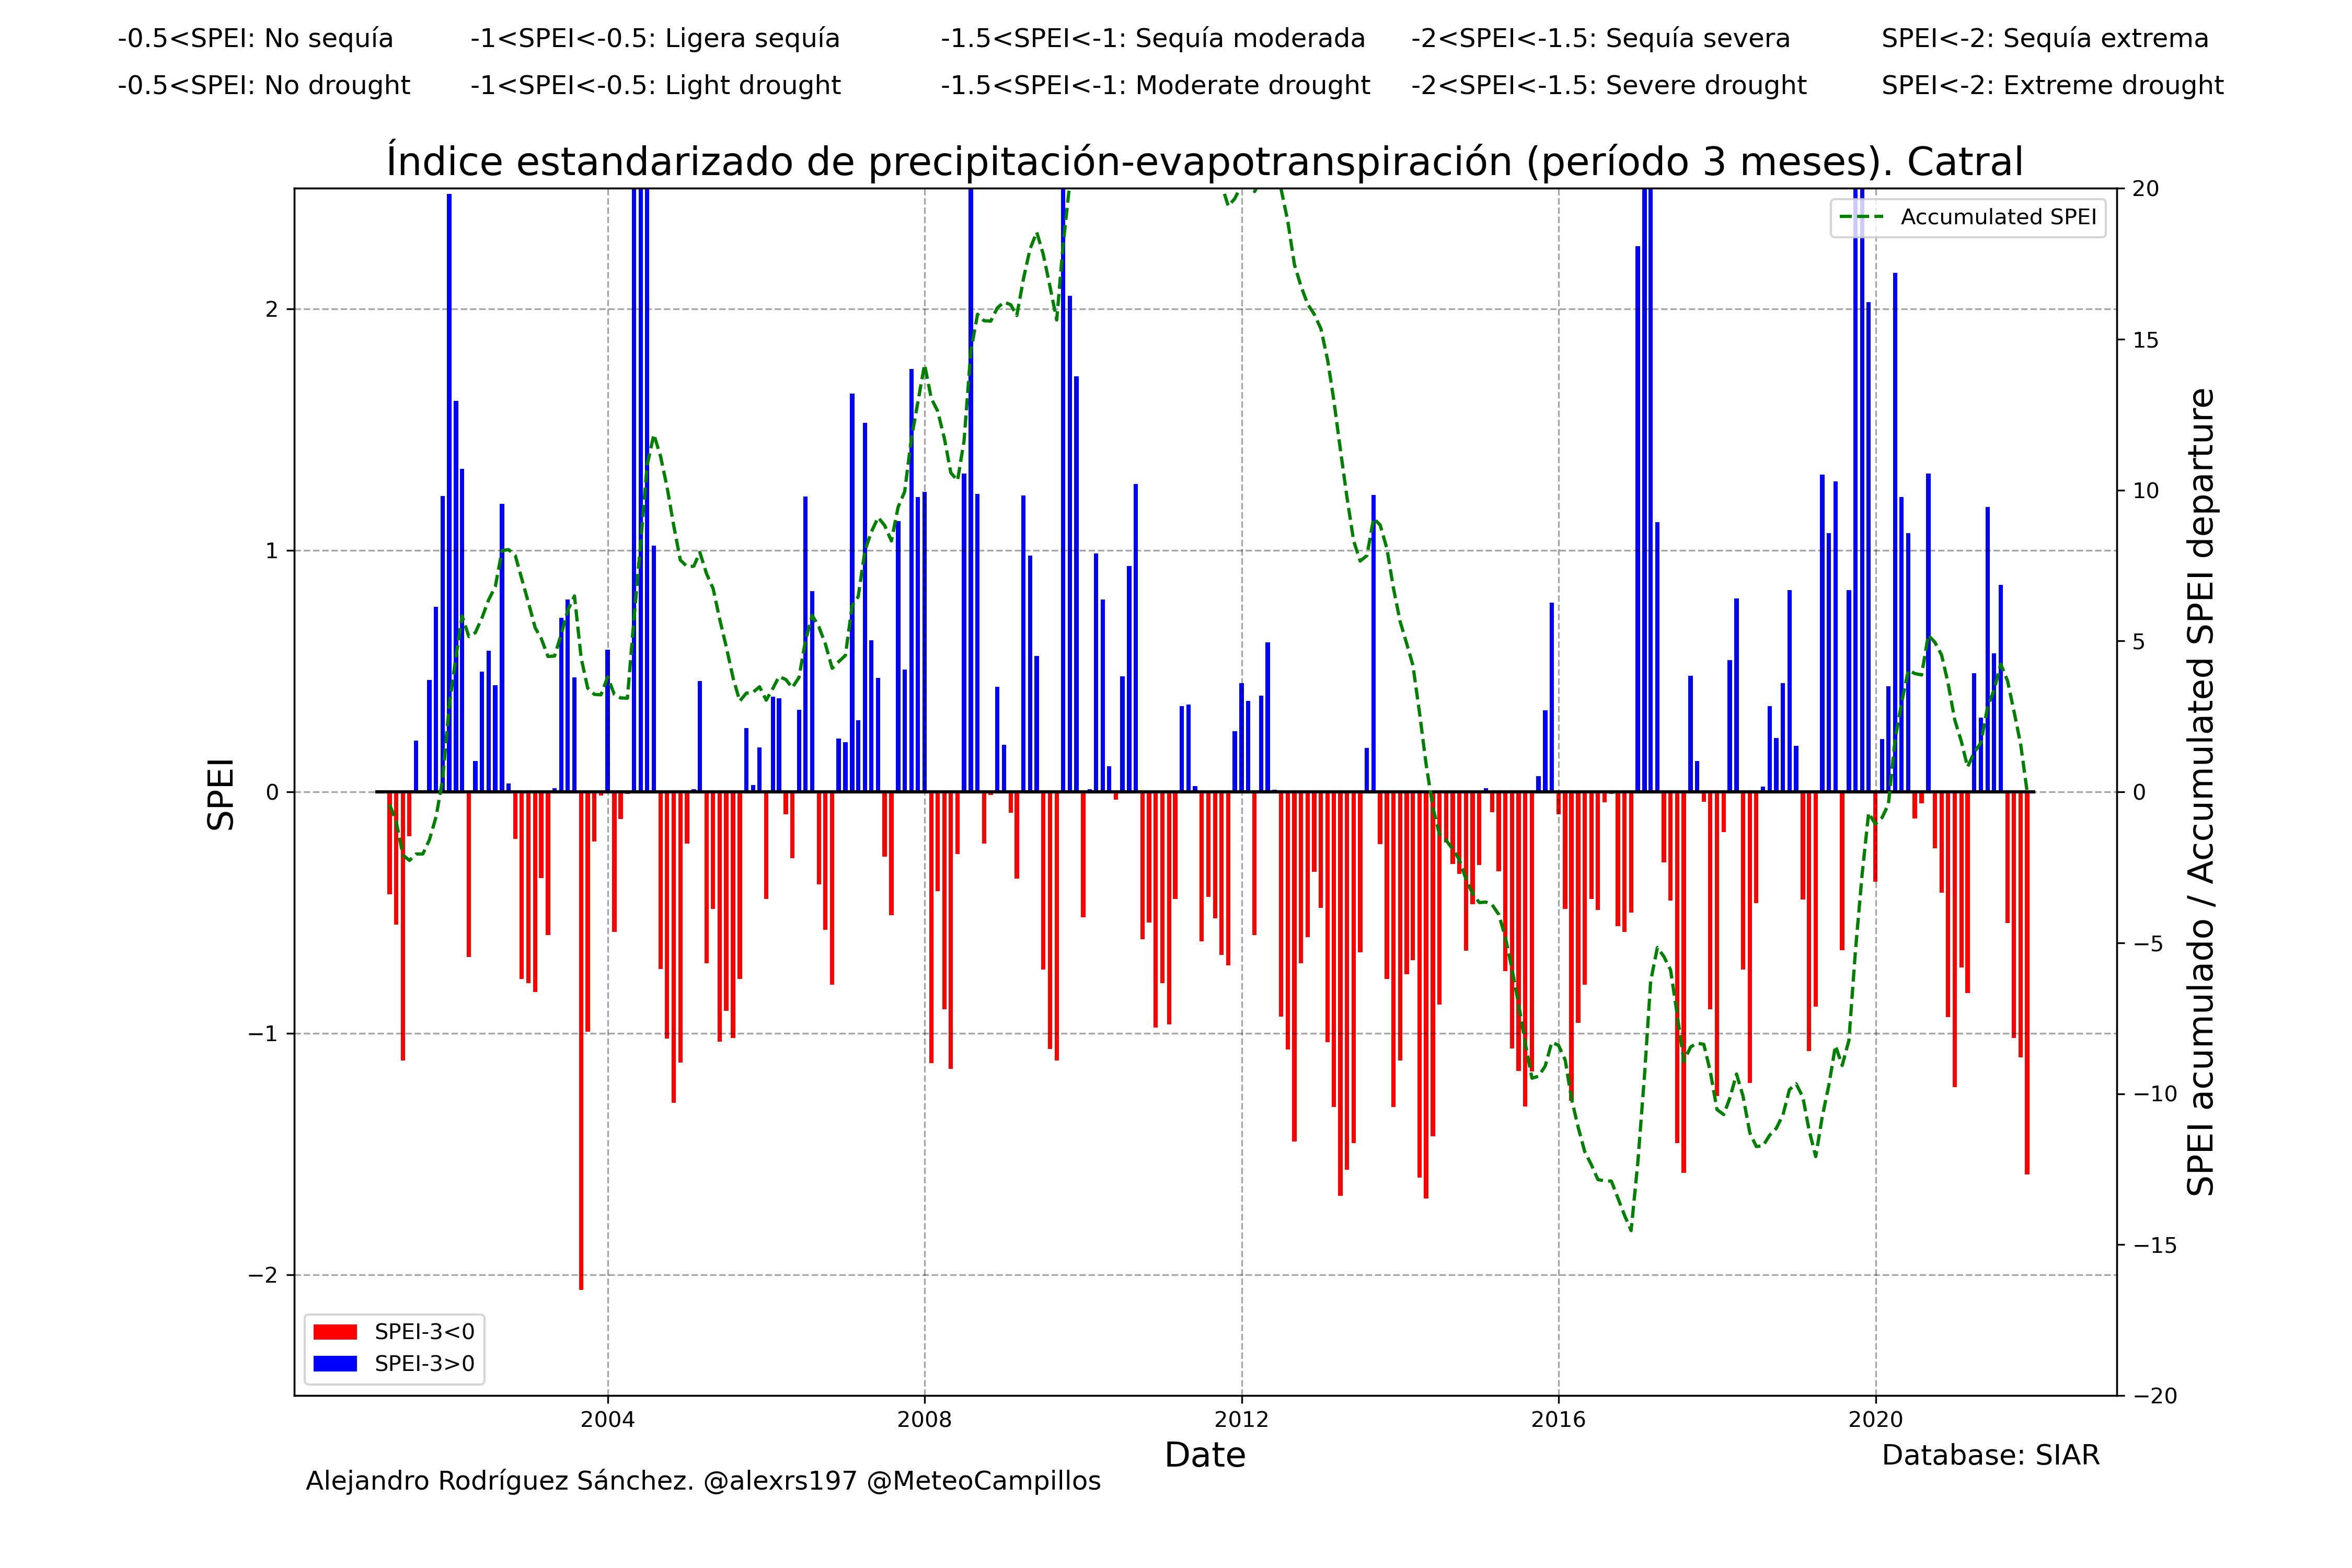 -0.5<SPEI: No sequía -1<SPEI<-0.5: Ligera sequía -1.5<SPEI<-1: Sequía moderada -2<SPEI<-1.5: Sequía severa SPEI<-2: Sequía extrema
-0.5<SPEI: No drought -1<SPEI<-0.5: Light drought -1.5<SPEI<-1: Moderate drought -2<SPEI<-1.5: Severe drought SPEI<-2: Extreme drought
Índice estandarizado de precipitación-evapotranspiración (período 3 meses). Catral
Accumulated SPEI
SPEI
2
1
0
−1
−2
20
15
10
5
0
−5
−10
−15
−20
SPEI acumulado / Accumulated SPEI departure
SPEI-3<0
SPEI-3>0
2004 2008 2012 2016 2020
Date
Database: SIAR
Alejandro Rodríguez Sánchez. @alexrs197 @MeteoCampillos